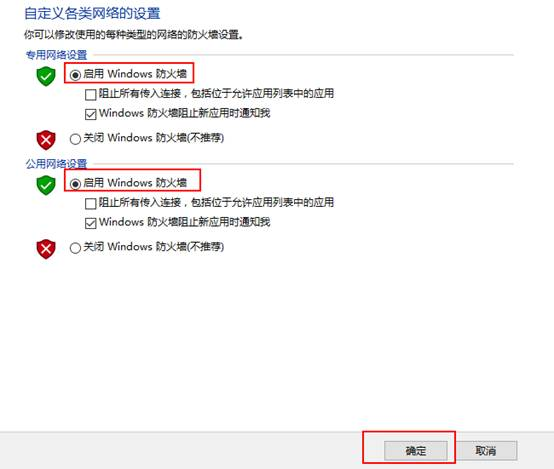 自定义各类网络的设置
你可以修改使用的每种类型的网络的防火墙设置。
专用网络设置
启用 Windows 防火墙
阻止所有传入连接，包括位于允许应用列表中的应用
Windows 防火墙阻止新应用时通知我
关闭 Windows 防火墙(不推荐)
公用网络设置
启用 Windows 防火墙
阻止所有传入连接，包括位于允许应用列表中的应用
Windows 防火墙阻止新应用时通知我
关闭 Windows 防火墙(不推荐)
确定 取消